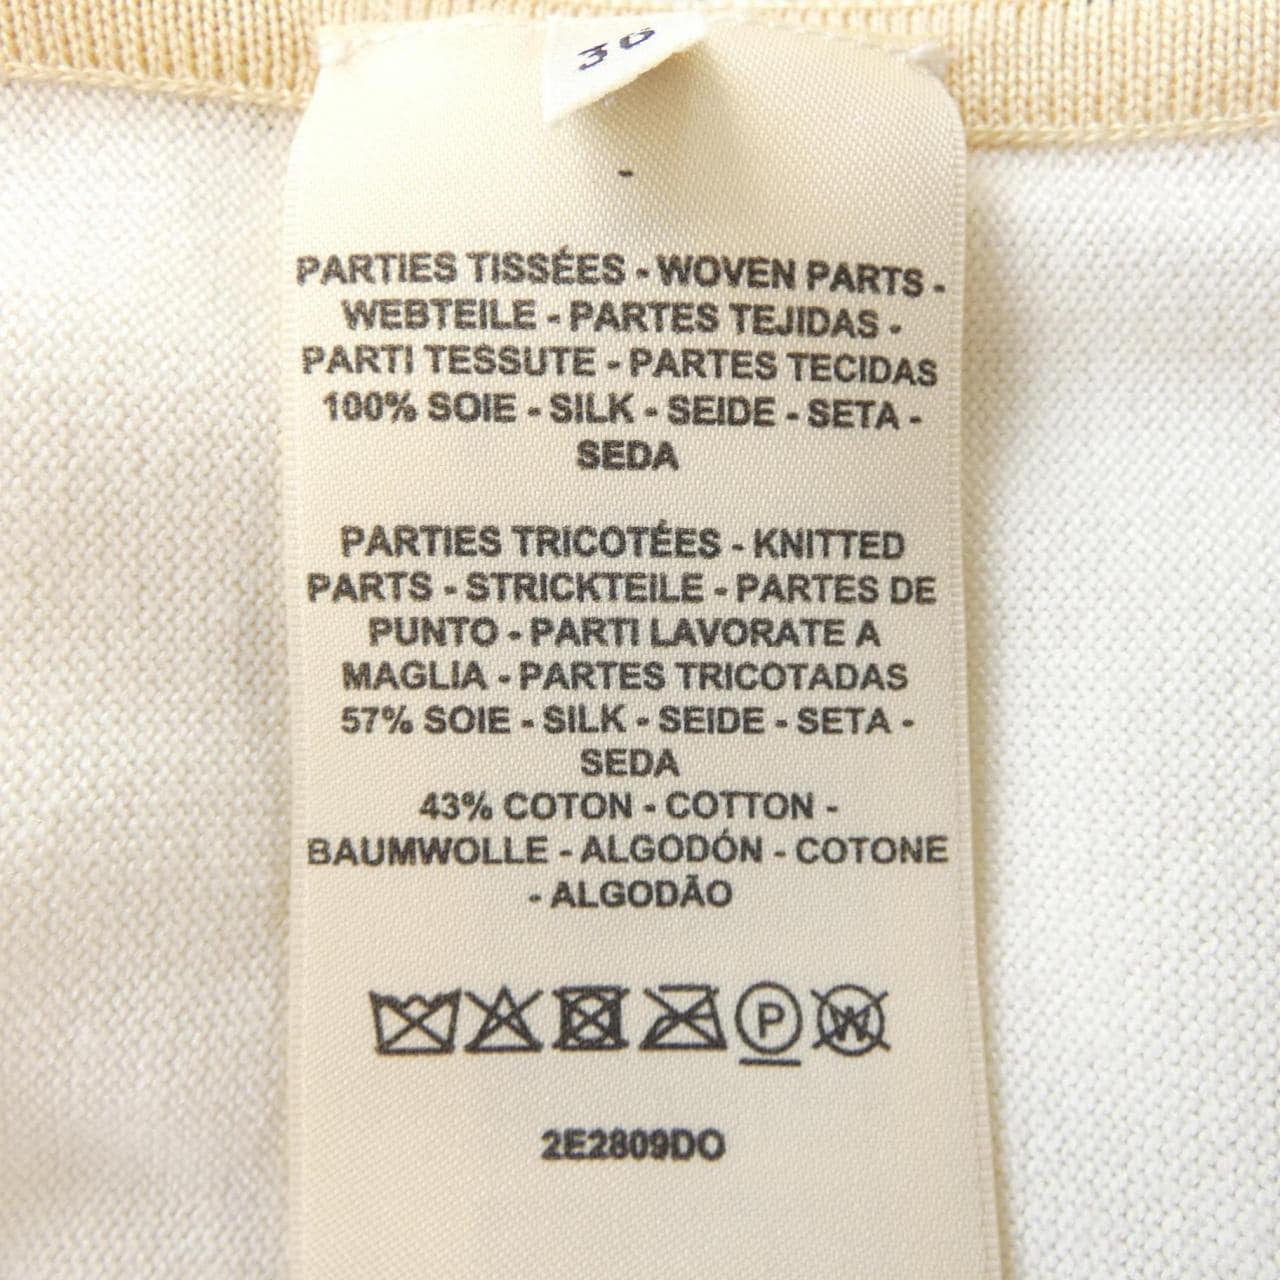 36
-
PARTIES TISSÉES - WOVEN PARTS -
WEBTEILE - PARTES TEJIDAS -
PARTI TESSUTE - PARTES TECIDAS
100% SOIE - SILK - SEIDE - SETA -
SEDA
PARTIES TRICOTÉES - KNITTED
PARTS - STRICKTEILE - PARTES DE
PUNTO - PARTI LAVORATE A
MAGLIA - PARTES TRICOTADAS
57% SOIE - SILK - SEIDE - SETA -
SEDA
43% COTON - COTTON -
BAUMWOLLE - ALGODÓN - COTONE
- ALGODÃO
P W
2E2809DO